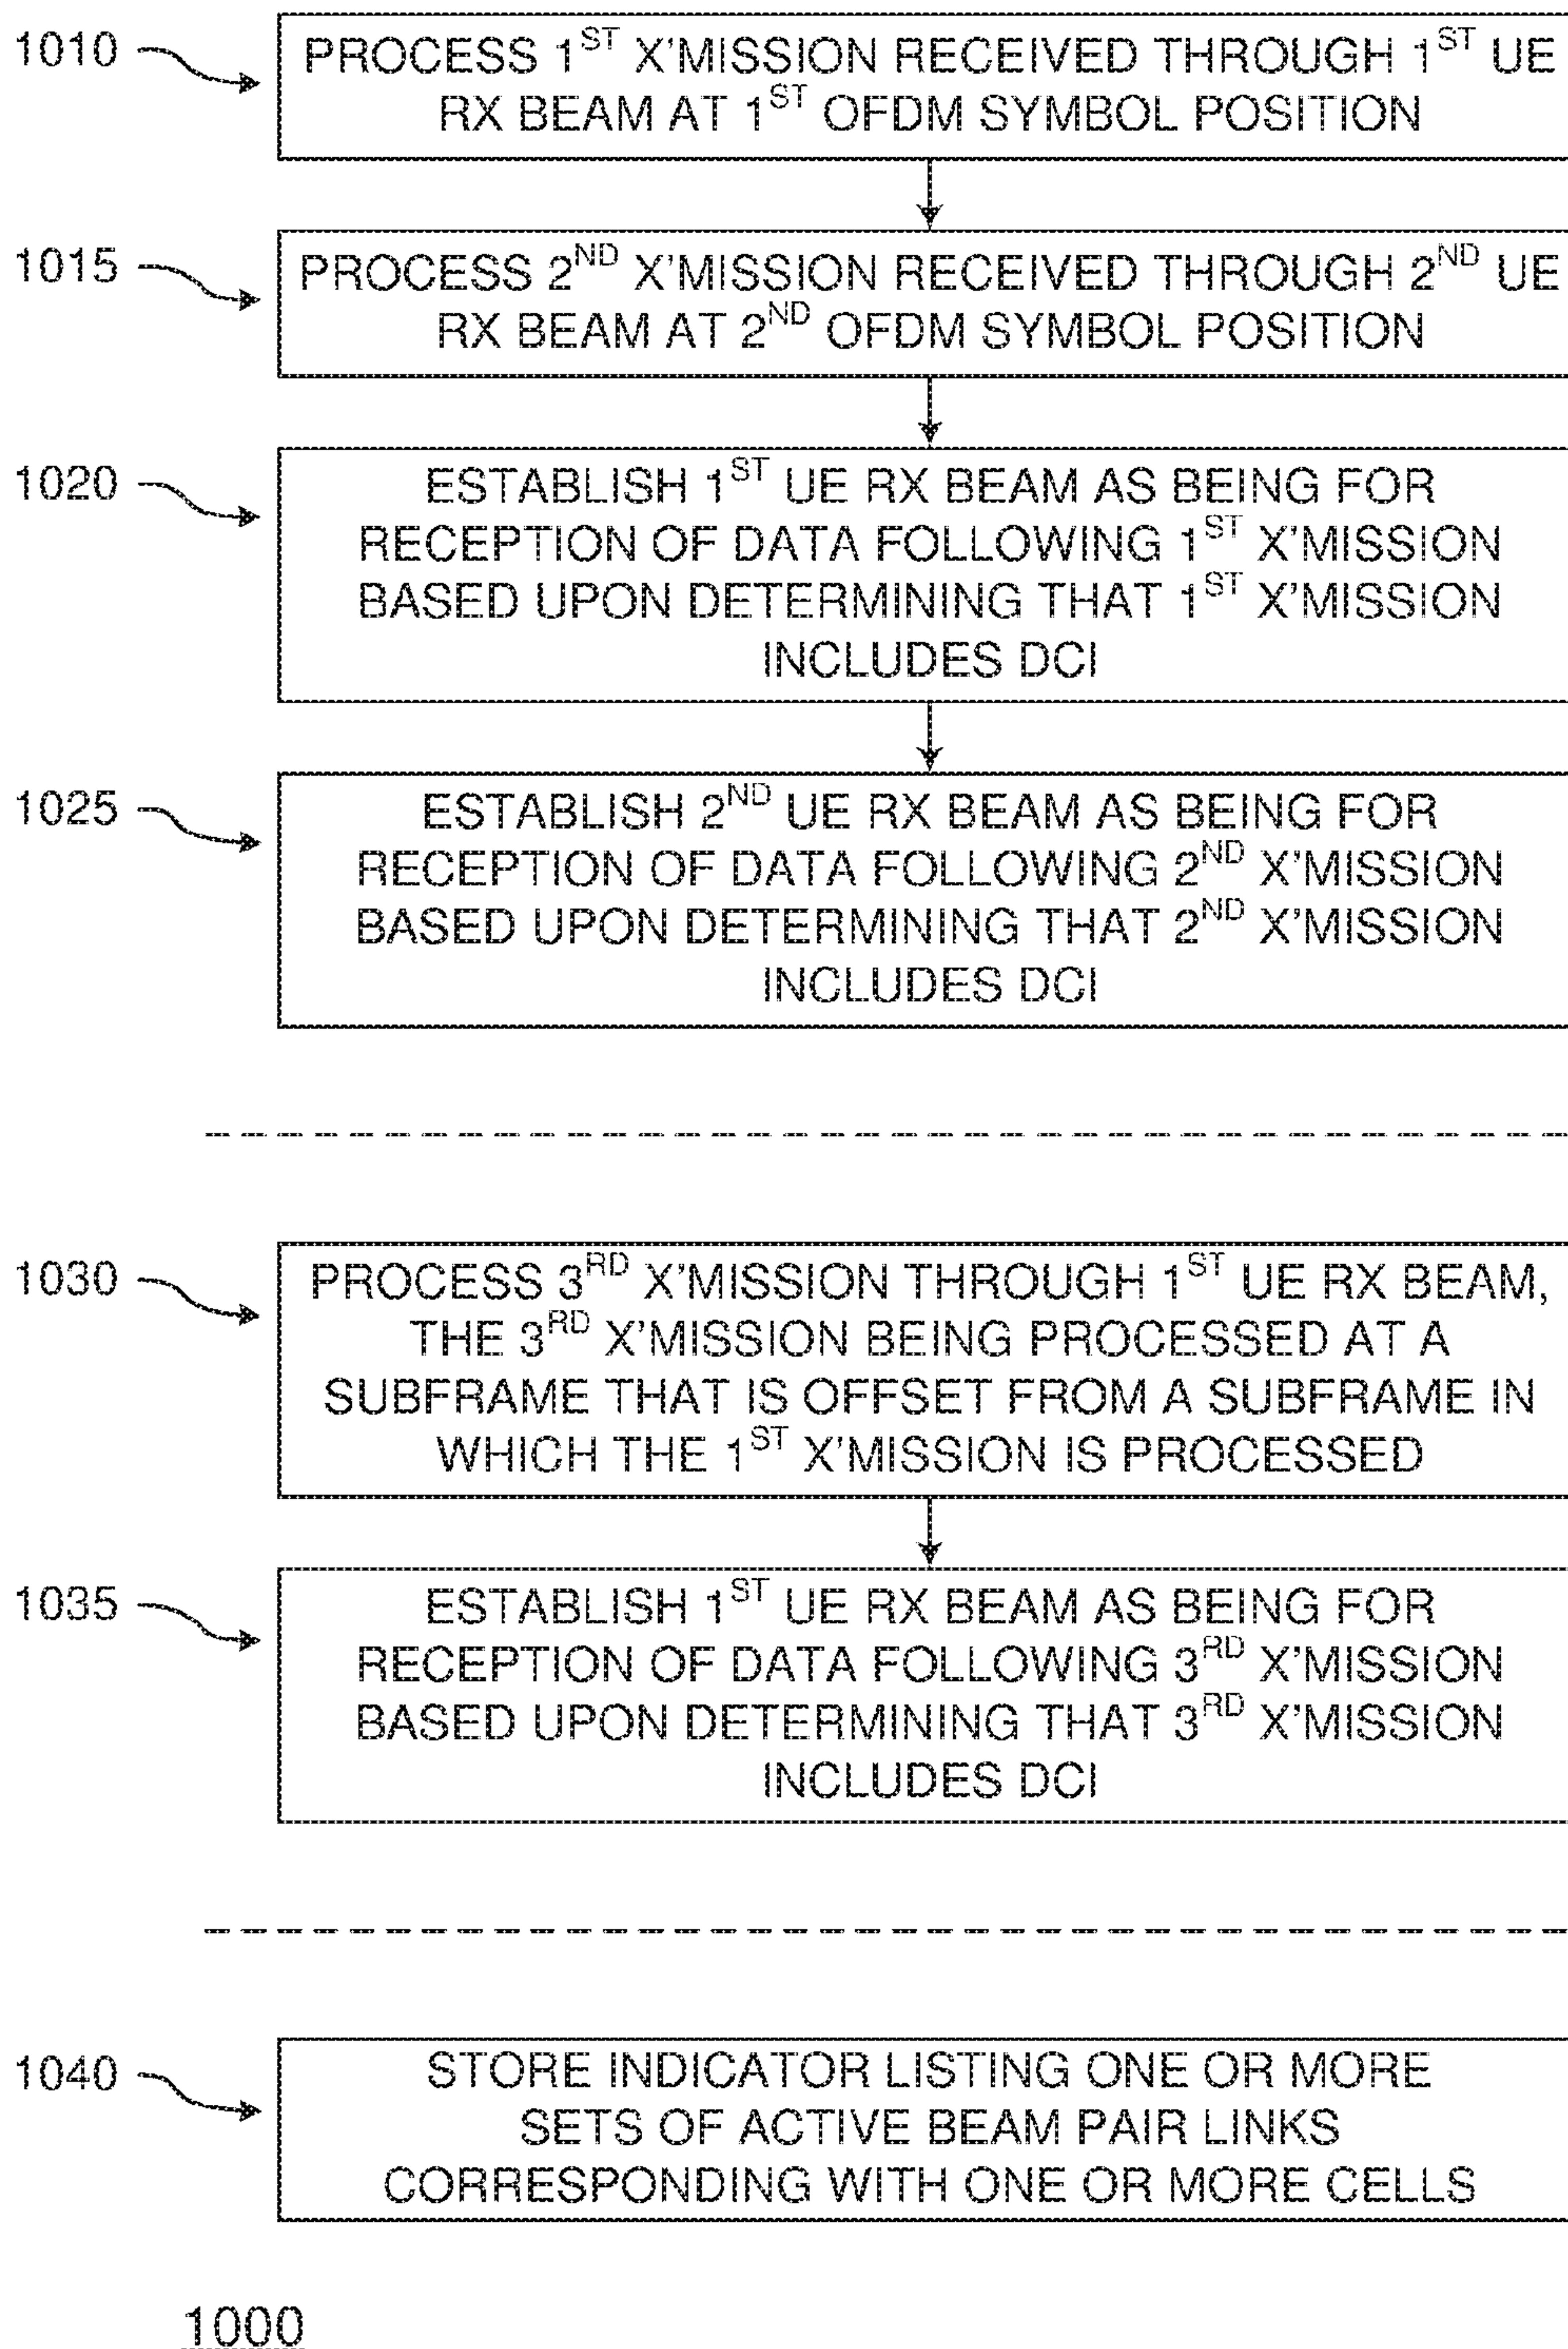 1010
PROCESS 1ST X'MISSION RECEIVED THROUGH 1ST UE
RX BEAM AT 1ST OFDM SYMBOL POSITION
1015
PROCESS 2ND X'MISSION RECEIVED THROUGH 2ND UE
RX BEAM AT 2ND OFDM SYMBOL POSITION
1020
ESTABLISH 1ST UE RX BEAM AS BEING FOR
RECEPTION OF DATA FOLLOWING 1ST X'MISSION
BASED UPON DETERMINING THAT 1ST X'MISSION
INCLUDES DCI
1025
ESTABLISH 2ND UE RX BEAM AS BEING FOR
RECEPTION OF DATA FOLLOWING 2ND X'MISSION
BASED UPON DETERMINING THAT 2ND X'MISSION
INCLUDES DCI
1030
PROCESS 3RD X'MISSION THROUGH 1ST UE RX BEAM,
THE 3RD X'MISSION BEING PROCESSED AT A
SUBFRAME THAT IS OFFSET FROM A SUBFRAME IN
WHICH THE 1ST X'MISSION IS PROCESSED
1035
ESTABLISH 1ST UE RX BEAM AS BEING FOR
RECEPTION OF DATA FOLLOWING 3RD X'MISSION
BASED UPON DETERMINING THAT 3RD X'MISSION
INCLUDES DCI
1040
STORE INDICATOR LISTING ONE OR MORE
SETS OF ACTIVE BEAM PAIR LINKS
CORRESPONDING WITH ONE OR MORE CELLS
1000